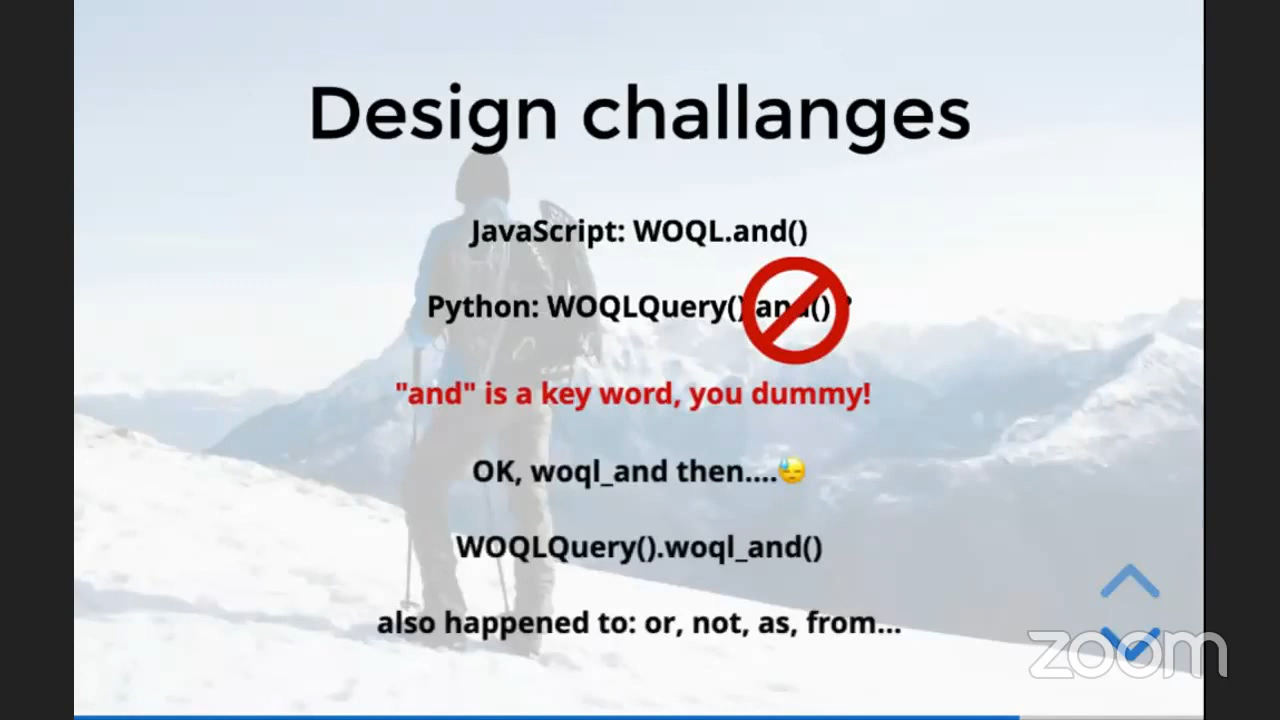 Design challanges
JavaScript: WOQL.and()
Python: WOQLQuery().and() ?
"and" is a key word, you dummy!
OK, woql_and then....😓
WOQLQuery().woql_and()
also happened to: or, not, as, from...
zoom